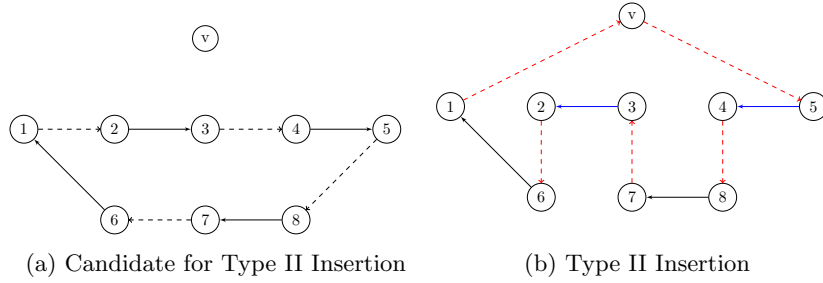 v
1 2 3 4 5
6 7 8
(a) Candidate for Type II Insertion
v
1 2 3 4 5
6 7 8
(b) Type II Insertion